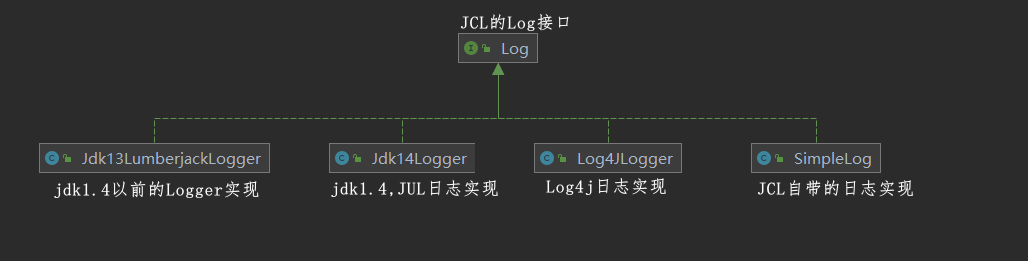 JCL的Log接口
I Log
C Jdk13LumberjackLogger
C Jdk14Logger
C Log4JLogger
C SimpleLog
jdk1.4以前的Logger实现
jdk1.4,JUL日志实现
Log4j日志实现
JCL自带的日志实现